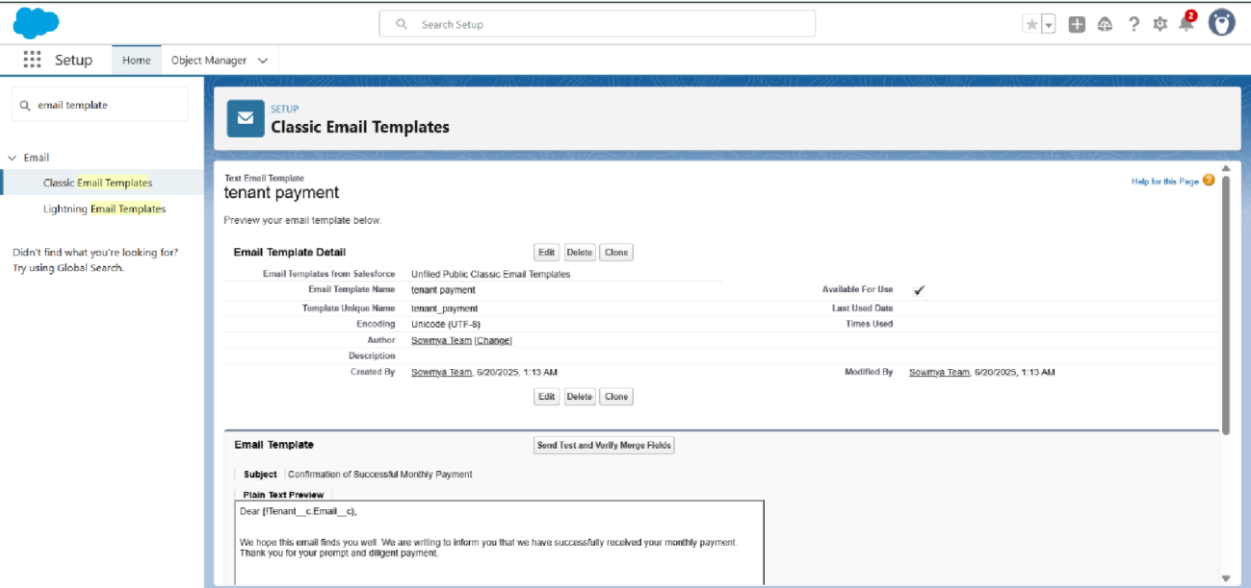 Search Setup
2
Setup
Home
Object Manager
email template
Email
Classic Email Templates
Lightning Email Templates
Didn't find what you're looking for?
Try using Global Search.
SETUP
Classic Email Templates
Text Email Template
tenant payment
Help for this Page
Preview your email template below.
Email Template Detail
Edit Delete Clone
Email Templates from Salesforce Unfiled Public Classic Email Templates
Email Template Name tenant payment Available For Use
Template Unique Name tenant_payment Last Used Date
Encoding Unicode (UTF-8) Times Used
Author Sowmya Team [Change]
Description
Created By Sowmya Team, 6/20/2025, 1:13 AM Modified By Sowmya Team, 6/20/2025, 1:13 AM
Edit Delete Clone
Email Template Send Test and Verify Merge Fields
Subject Confirmation of Successful Monthly Payment
Plain Text Preview
Dear {!Tenant__c.Email__c},
We hope this email finds you well. We are writing to inform you that we have successfully received your monthly payment.
Thank you for your prompt and diligent payment.